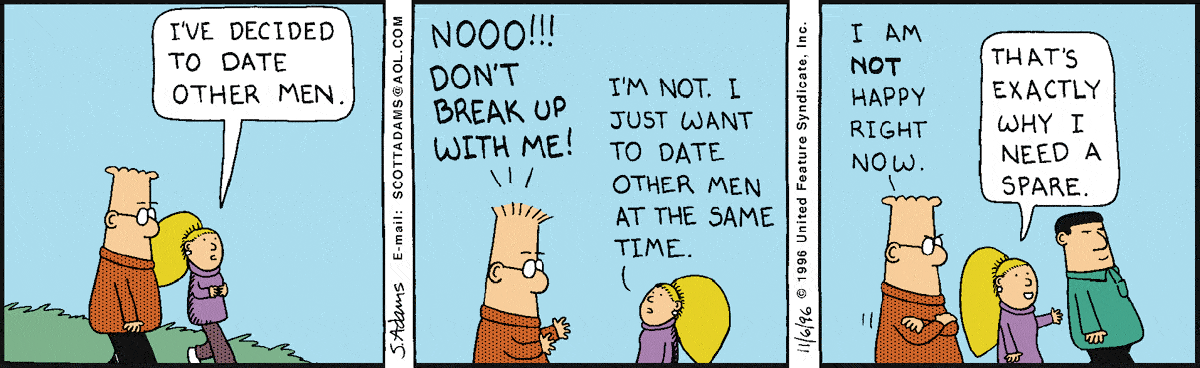 I'VE DECIDED
TO DATE
OTHER MEN.
S. Adams E-mail: SCOTTADAMS@AOL.COM
NOOO!!!
DON'T
BREAK UP
WITH ME!
I'M NOT. I
JUST WANT
TO DATE
OTHER MEN
AT THE SAME
TIME.
11/6/96 © 1996 United Feature Syndicate, Inc.
I AM
NOT
HAPPY
RIGHT
NOW.
THAT'S
EXACTLY
WHY I
NEED A
SPARE.